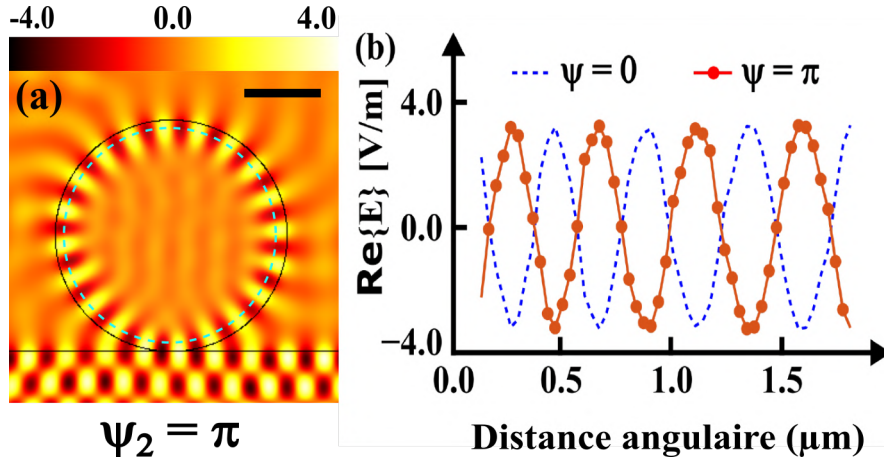 -4.0 0.0 4.0
(a)
ψ₂ = π
(b)
ψ = 0 ψ = π
Re{E} [V/m]
4.0
0.0
−4.0
0.0 0.5 1.0 1.5
Distance angulaire (μm)